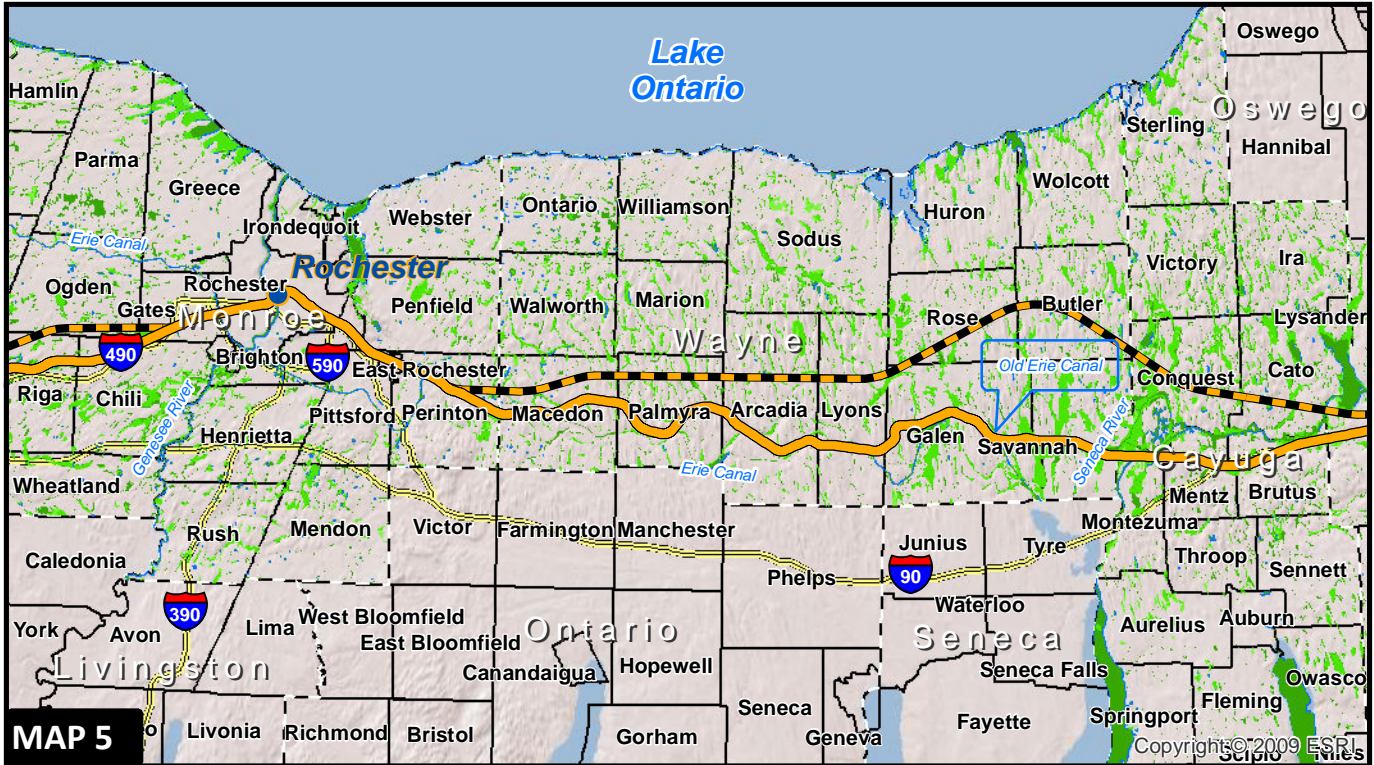 Lake
Ontario
Oswego
Hamlin
Oswego
Sterling
Hannibal
Parma
Greece
Wolcott
Webster
Ontario
Williamson
Huron
Irondequoit
Erie Canal
Sodus
Rochester
Victory
Ira
Ogden
Rochester
Gates
Monroe
Penfield
Walworth
Marion
Rose
Butler
Lysander
Wayne
490
Brighton
590
East Rochester
Old Erie Canal
Conquest
Cato
Riga
Chili
Genesee River
Pittsford
Perinton
Macedon
Palmyra
Arcadia
Lyons
Henrietta
Galen
Savannah
Seneca River
Cayuga
Erie Canal
Wheatland
Mentz
Brutus
Rush
Mendon
Victor
Farmington
Manchester
Montezuma
Caledonia
Junius
Tyre
Throop
Sennett
Phelps
90
390
Waterloo
York
Avon
Lima
West Bloomfield
East Bloomfield
Ontario
Seneca
Aurelius
Auburn
Livingston
Canandaigua
Hopewell
Seneca Falls
Owasco
Fleming
Seneca
Springport
MAP 5
o
Livonia
Richmond
Bristol
Gorham
Geneva
Fayette
Copyright:© 2009 ESRI
Scipio
Niles